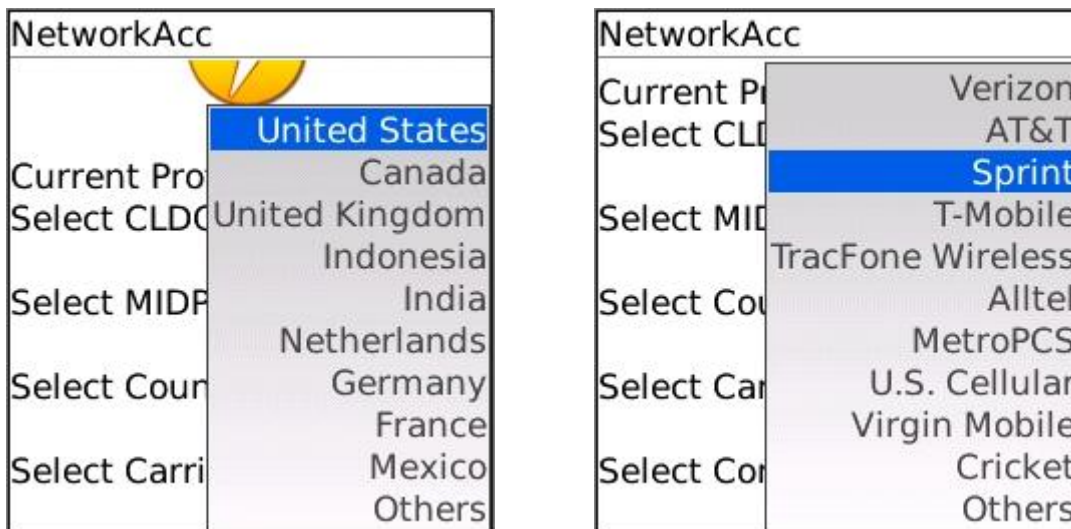 NetworkAcc
United States
Canada
Current Pro
United Kingdom
Select CLDC
Indonesia
India
Select MIDP
Netherlands
Germany
Select Coun
France
Mexico
Select Carri
Others
NetworkAcc
Verizon
Current Pr
AT&T
Select CLD
Sprint
T-Mobile
Select MID
TracFone Wireless
Alltel
Select Cou
MetroPCS
U.S. Cellular
Select Car
Virgin Mobile
Cricket
Select Con
Others